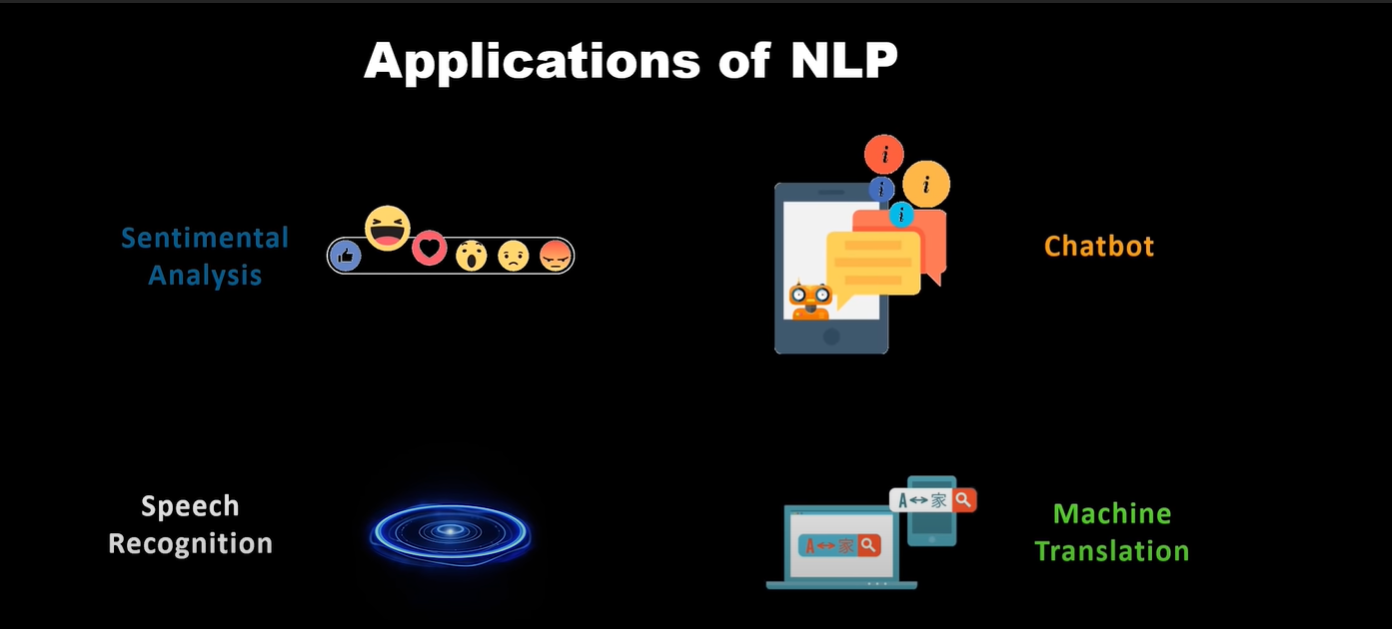 Applications of NLP
Sentimental
Analysis
i
i
i
i
Chatbot
Speech
Recognition
A↔家
A↔家
Machine
Translation